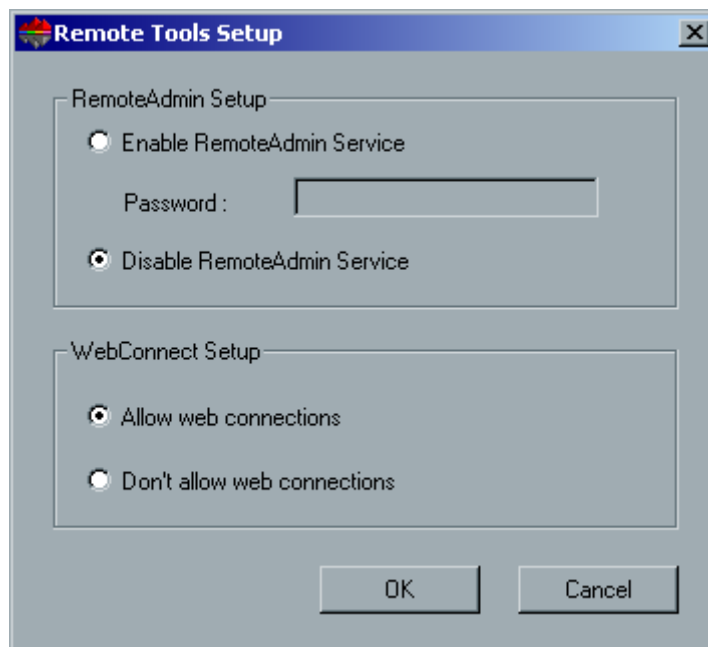 Remote Tools Setup
RemoteAdmin Setup
Enable RemoteAdmin Service
Password :
Disable RemoteAdmin Service
WebConnect Setup
Allow web connections
Don't allow web connections
OK Cancel